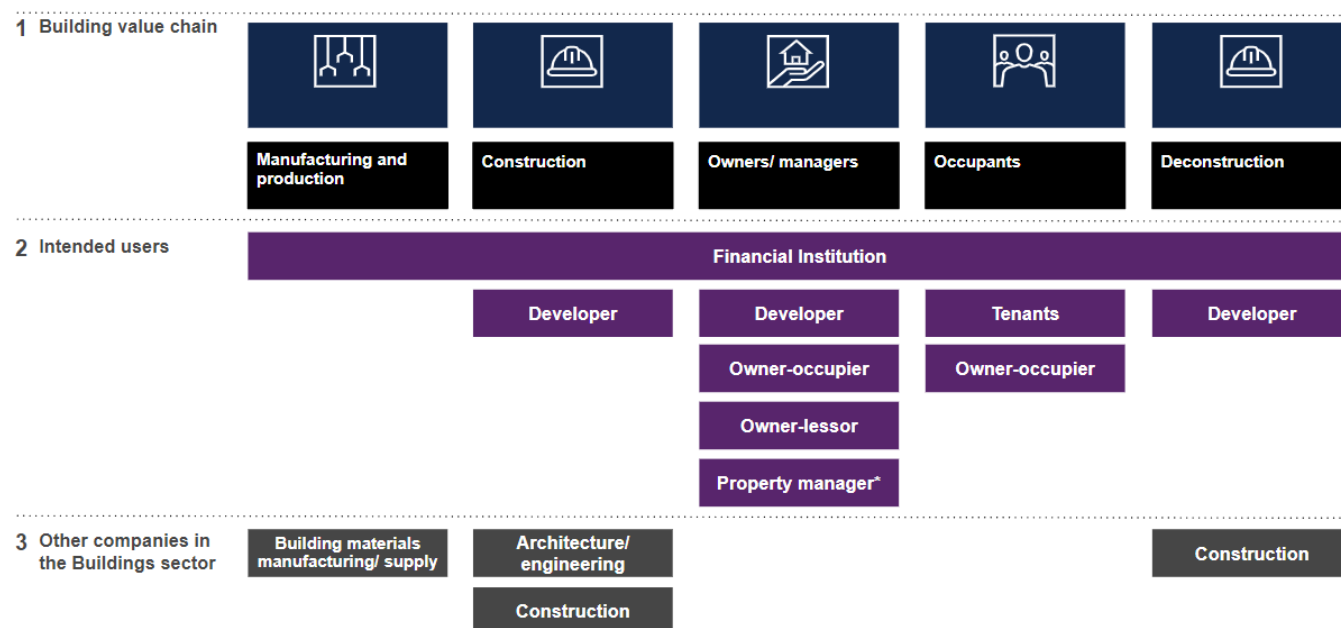 1 Building value chain
Manufacturing and
production
Construction
Owners/ managers
Occupants
Deconstruction
2 Intended users
Financial Institution
Developer
Developer
Tenants
Developer
Owner-occupier
Owner-occupier
Owner-lessor
Property manager*
3 Other companies in
the Buildings sector
Building materials
manufacturing/ supply
Architecture/
engineering
Construction
Construction